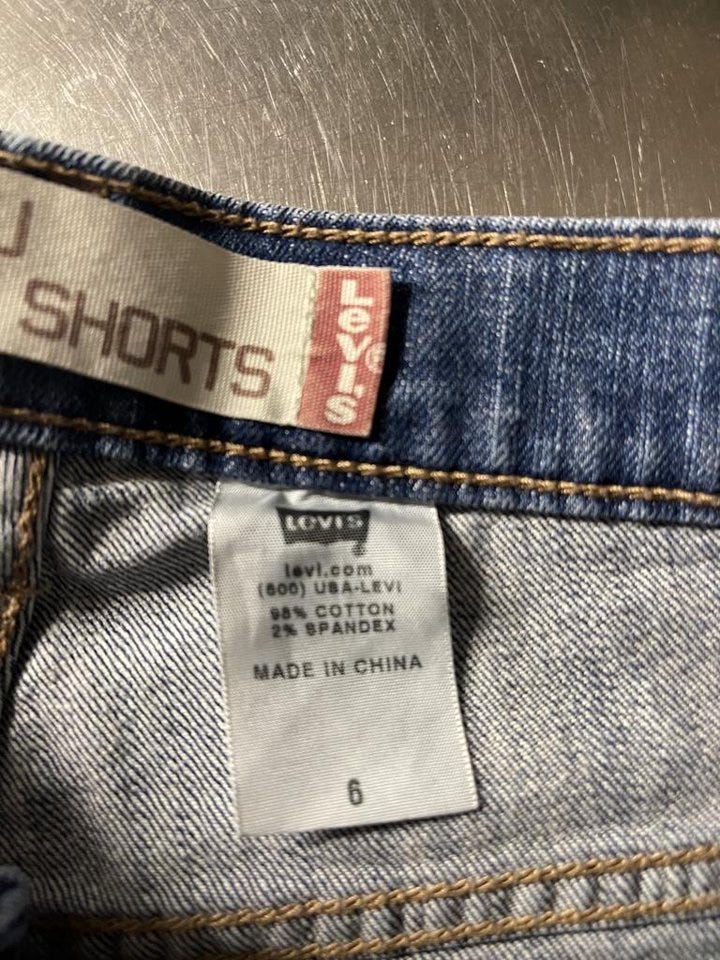 SHORTS
LEVI'S
®
LEVI'S
levi.com
(800) USA-LEVI
98% COTTON
2% SPANDEX
MADE IN CHINA
6